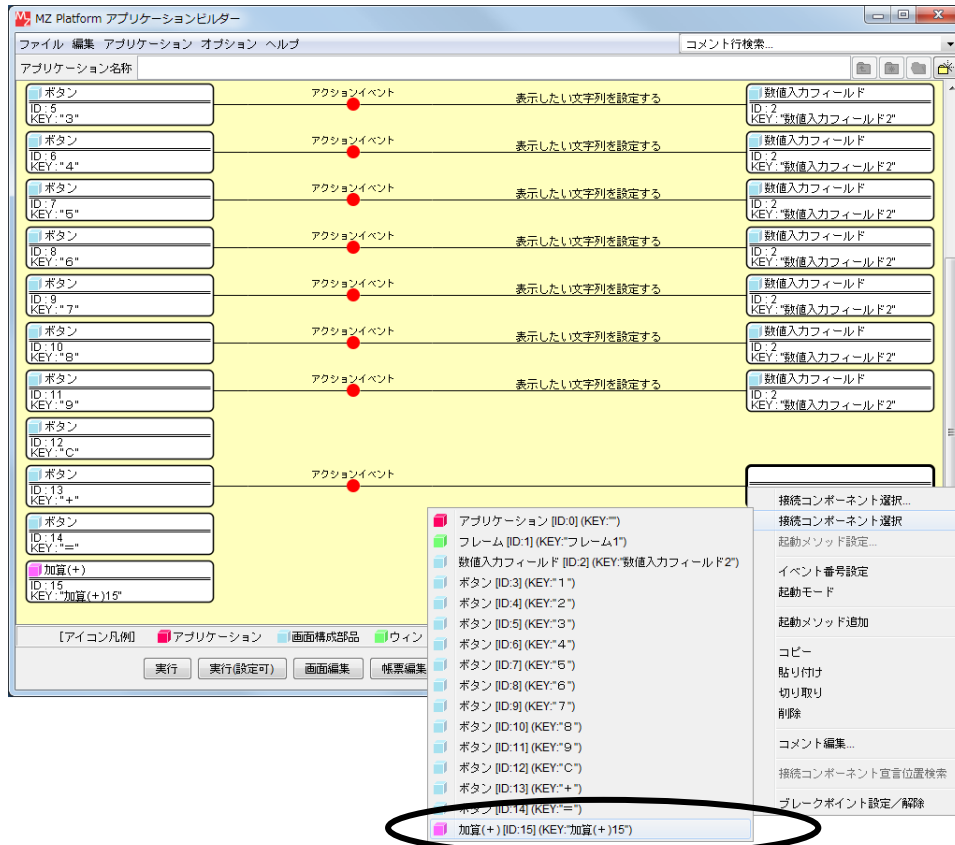 MZ Platform アプリケーションビルダー
ファイル 編集 アプリケーション オプション ヘルプ
コメント行検索...
アプリケーション名称
ボタン
ID:5
KEY:"3"
アクションイベント
表示したい文字列を設定する
数値入力フィールド
ID:2
KEY:"数値入力フィールド2"
ボタン
ID:6
KEY:"4"
アクションイベント
表示したい文字列を設定する
数値入力フィールド
ID:2
KEY:"数値入力フィールド2"
ボタン
ID:7
KEY:"5"
アクションイベント
表示したい文字列を設定する
数値入力フィールド
ID:2
KEY:"数値入力フィールド2"
ボタン
ID:8
KEY:"6"
アクションイベント
表示したい文字列を設定する
数値入力フィールド
ID:2
KEY:"数値入力フィールド2"
ボタン
ID:9
KEY:"7"
アクションイベント
表示したい文字列を設定する
数値入力フィールド
ID:2
KEY:"数値入力フィールド2"
ボタン
ID:10
KEY:"8"
アクションイベント
表示したい文字列を設定する
数値入力フィールド
ID:2
KEY:"数値入力フィールド2"
ボタン
ID:11
KEY:"9"
アクションイベント
表示したい文字列を設定する
数値入力フィールド
ID:2
KEY:"数値入力フィールド2"
ボタン
ID:12
KEY:"C"
ボタン
ID:13
KEY:"+"
アクションイベント
ボタン
ID:14
KEY:"="
加算(+)
ID:15
KEY:"加算(+)15"
[アイコン凡例] アプリケーション 画面構成部品 ウィン
実行 実行(設定可) 画面編集 帳票編集
接続コンポーネント選択...
接続コンポーネント選択
起動メソッド設定...
イベント番号設定
起動モード
起動メソッド追加
コピー
貼り付け
切り取り
削除
コメント編集...
接続コンポーネント宣言位置検索
ブレークポイント設定/解除
アプリケーション [ID:0] (KEY:"")
フレーム [ID:1] (KEY:"フレーム1")
数値入力フィールド [ID:2] (KEY:"数値入力フィールド2")
ボタン [ID:3] (KEY:"1")
ボタン [ID:4] (KEY:"2")
ボタン [ID:5] (KEY:"3")
ボタン [ID:6] (KEY:"4")
ボタン [ID:7] (KEY:"5")
ボタン [ID:8] (KEY:"6")
ボタン [ID:9] (KEY:"7")
ボタン [ID:10] (KEY:"8")
ボタン [ID:11] (KEY:"9")
ボタン [ID:12] (KEY:"C")
ボタン [ID:13] (KEY:"+")
ボタン [ID:14] (KEY:"=")
加算(+) [ID:15] (KEY:"加算(+)15")